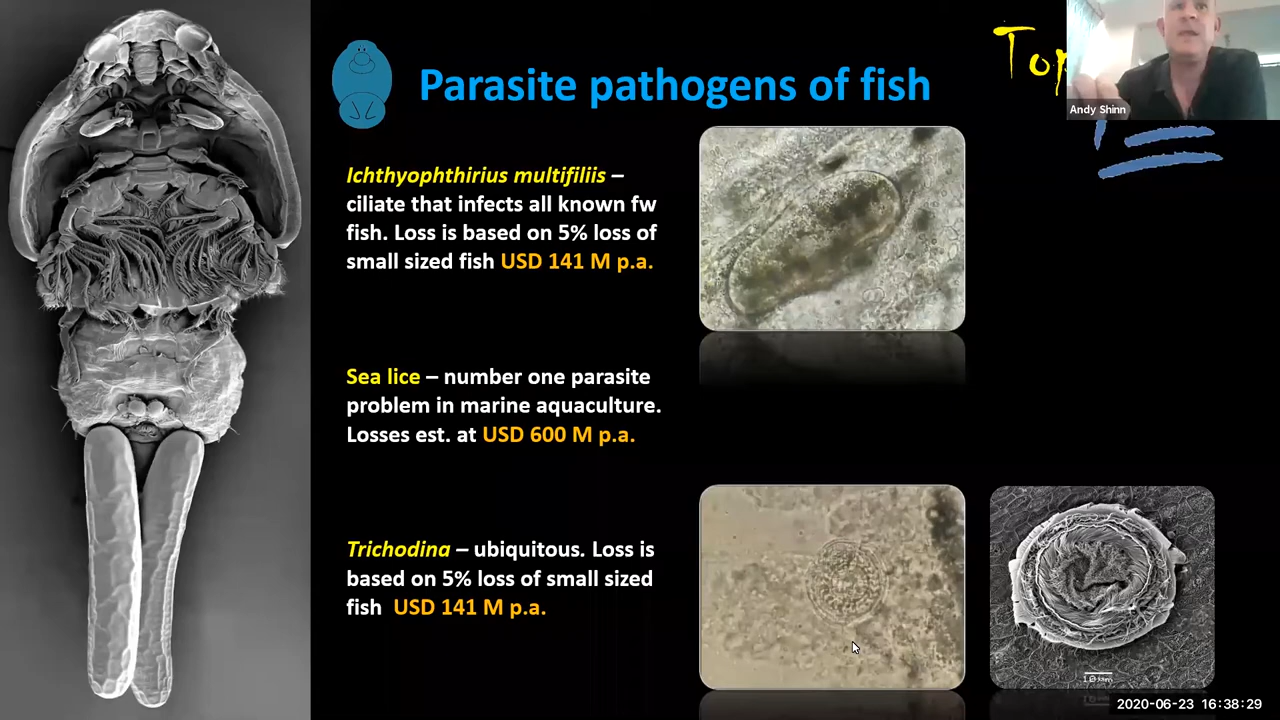 Parasite pathogens of fish
Andy Shinn
Ichthyophthirius multifiliis –
ciliate that infects all known fw
fish. Loss is based on 5% loss of
small sized fish USD 141 M p.a.
Sea lice – number one parasite
problem in marine aquaculture.
Losses est. at USD 600 M p.a.
Trichodina – ubiquitous. Loss is
based on 5% loss of small sized
fish USD 141 M p.a.
2020-06-23 16:38:29